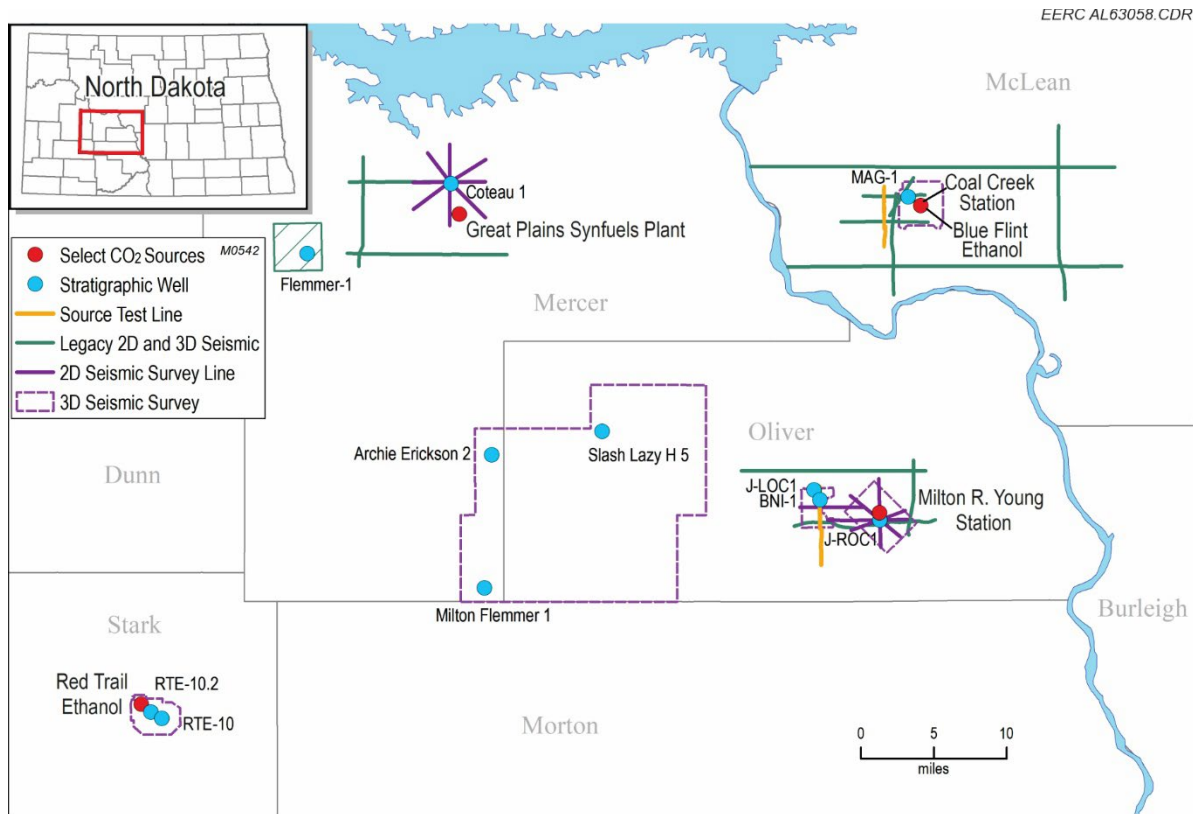 EERC AL63058.CDR
North Dakota
McLean
MAG-1
Coal Creek
Station
Blue Flint
Ethanol
Coteau 1
Great Plains Synfuels Plant
Select CO₂ Sources
M0542
Stratigraphic Well
Source Test Line
Legacy 2D and 3D Seismic
2D Seismic Survey Line
3D Seismic Survey
Flemmer-1
Mercer
Oliver
Archie Erickson 2
Slash Lazy H 5
Dunn
J-LOC1
BNI-1
Milton R. Young
Station
J-ROC1
Milton Flemmer 1
Burleigh
Stark
Red Trail
Ethanol
RTE-10.2
RTE-10
Morton
0 5 10
miles